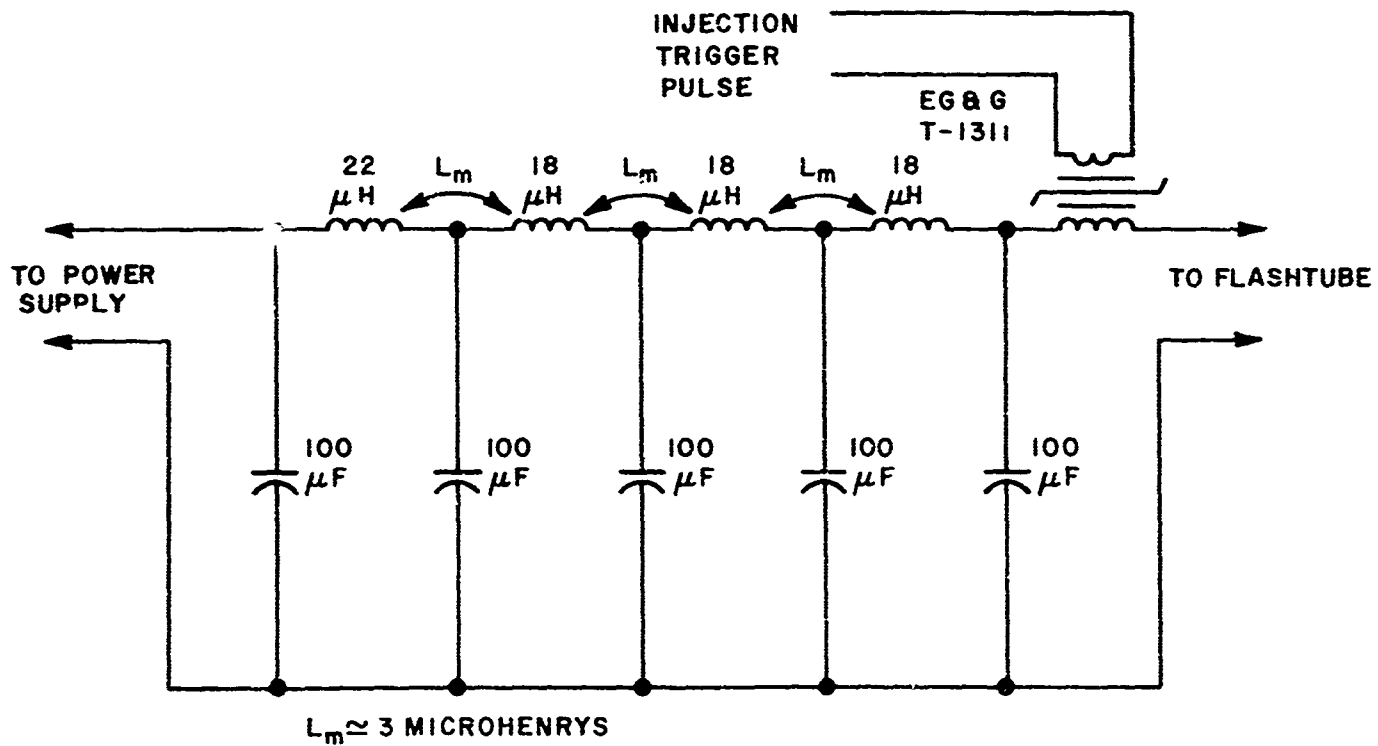 INJECTION
TRIGGER
PULSE
EG & G
T-1311
22
μH
Lm
18
μH
Lm
18
μH
Lm
18
μH
TO POWER
SUPPLY
TO FLASHTUBE
100
μF
100
μF
100
μF
100
μF
100
μF
Lm ≃ 3 MICROHENRYS